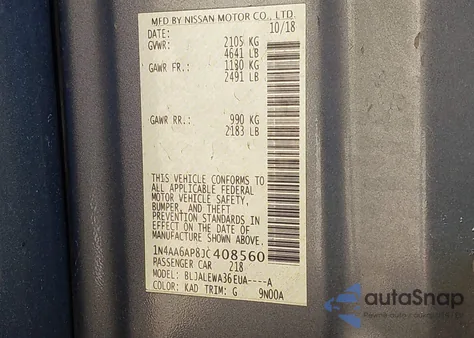 MFD BY NISSAN MOTOR CO., LTD.
DATE: 10/18
GVWR: 2105 KG
4641 LB
GAWR FR.: 1130 KG
2491 LB
GAWR RR.: 990 KG
2183 LB
THIS VEHICLE CONFORMS TO
ALL APPLICABLE FEDERAL
MOTOR VEHICLE SAFETY,
BUMPER, AND THEFT
PREVENTION STANDARDS IN
EFFECT ON THE DATE OF
MANUFACTURE SHOWN ABOVE.
1N4AA6AP8JC408560
PASSENGER CAR 218
MODEL: BLJALEWA36EUA----A
COLOR: KAD TRIM: G 9N00A
autoSnap